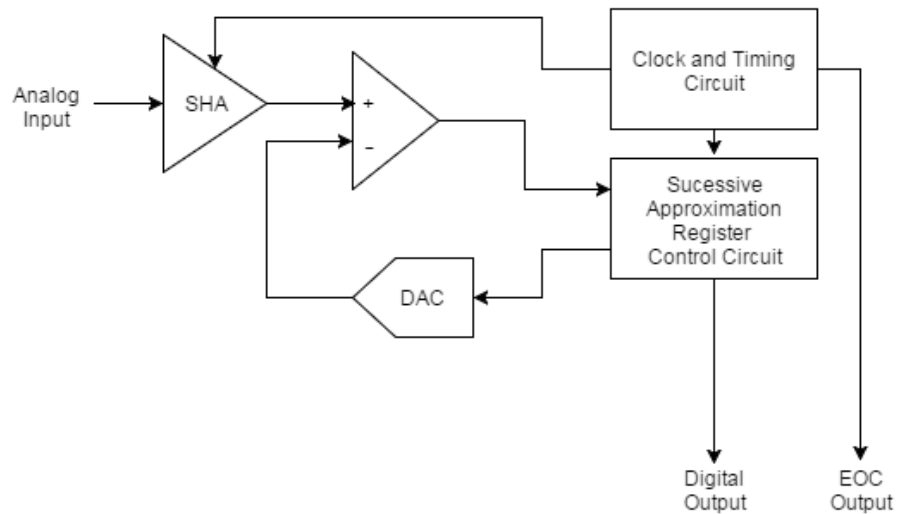 Clock and Timing
Circuit
Analog
Input
SHA
+
−
Sucessive
Approximation
Register
Control Circuit
DAC
Digital
Output
EOC
Output